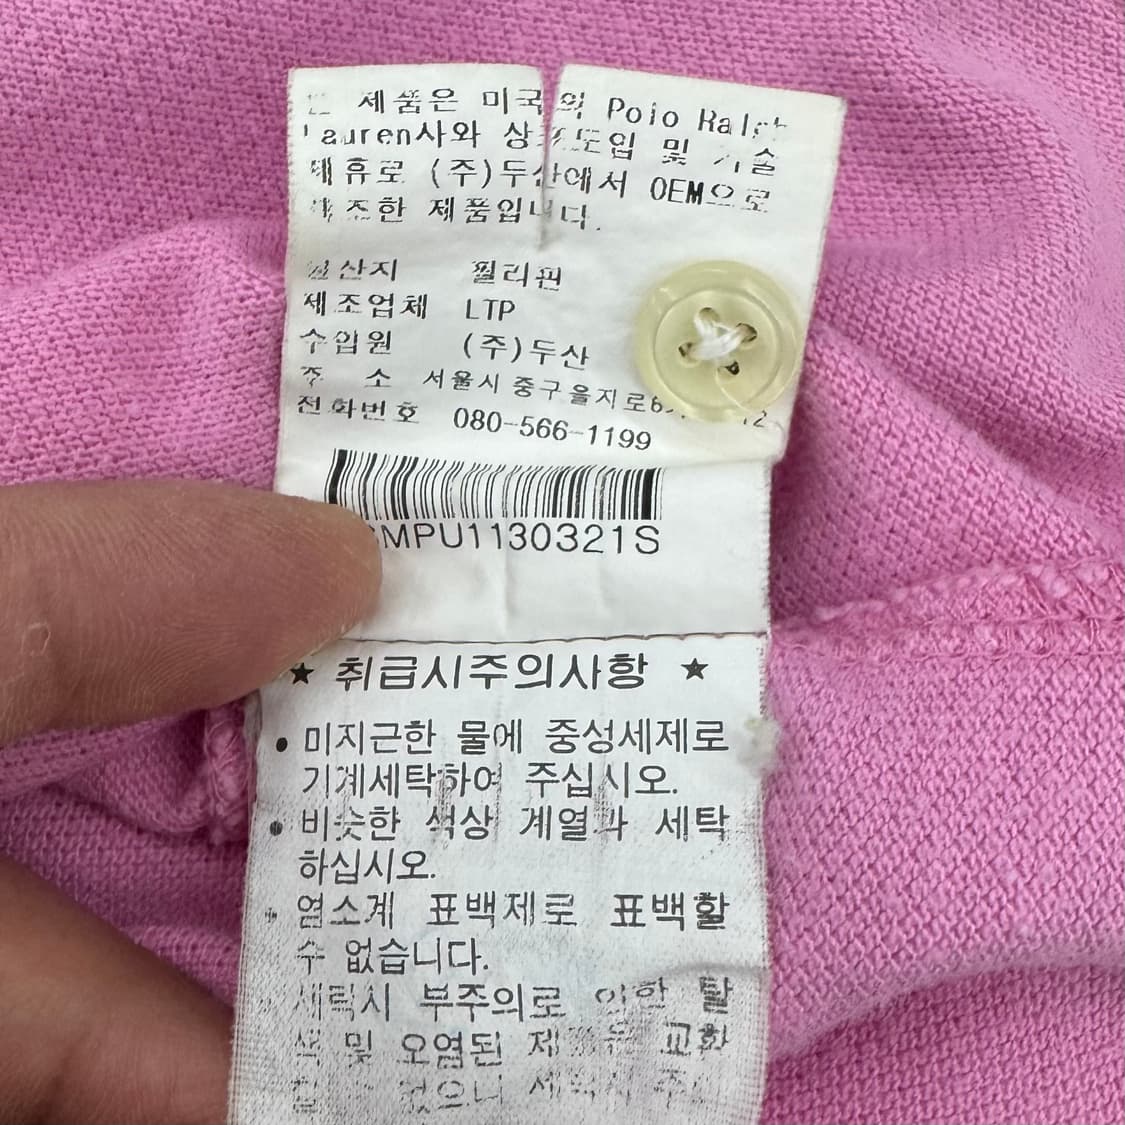 제품은 미국의 Polo Ralph
Lauren사와 상표도입 및 기술
제휴로 (주)두산에서 OEM으로
제조한 제품입니다.
원산지 필리핀
제조업체 LTP
수입원 (주)두산
주 소 서울시 중구 을지로6가
전화번호 080-566-1199
MPU1130321S
★ 취급시주의사항 ★
• 미지근한 물에 중성세제로
기계세탁하여 주십시오.
• 비슷한 색상 계열과 세탁
하십시오.
• 염소계 표백제로 표백할
수 없습니다.
세탁시 부주의로 인한 탈
색 및 오염된 제품은 교환
없으니 세탁시